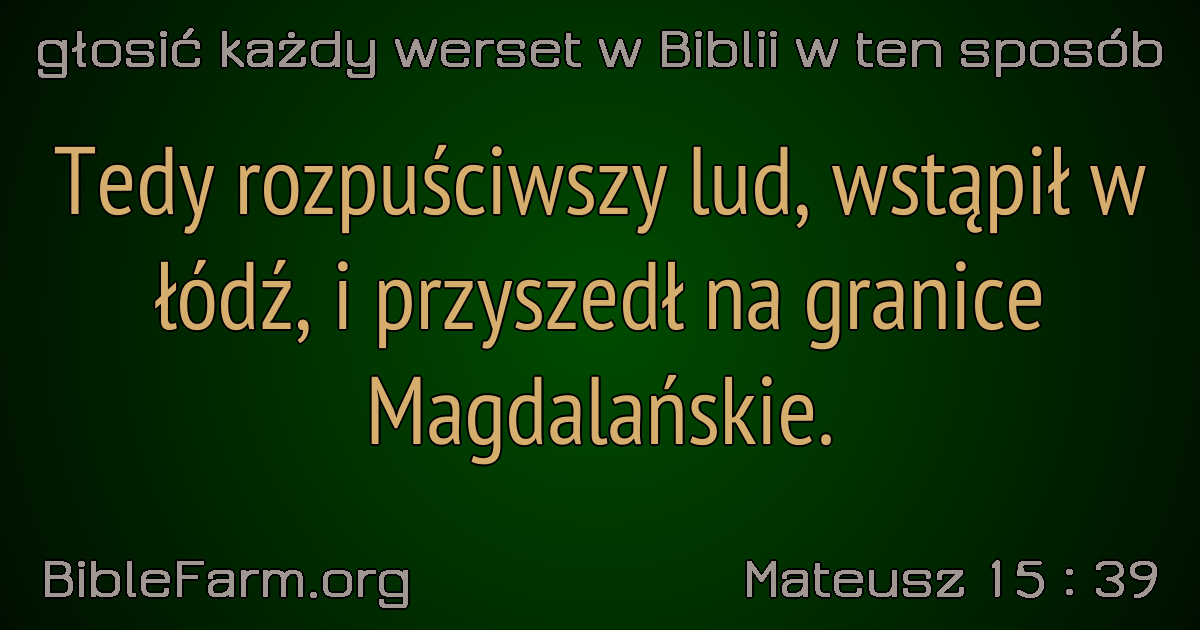 głosić każdy werset w Biblii w ten sposób
Tedy rozpuściwszy lud, wstąpił w
łódź, i przyszedł na granice
Magdalańskie.
BibleFarm.org
Mateusz 15 : 39